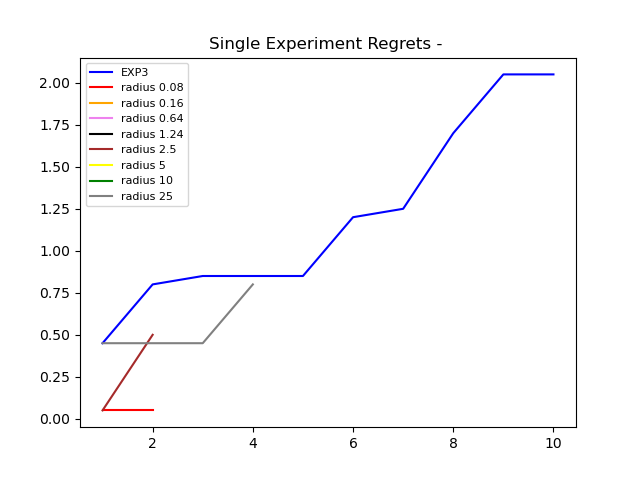 Single Experiment Regrets -
2.00
1.75
1.50
1.25
1.00
0.75
0.50
0.25
0.00
EXP3
radius 0.08
radius 0.16
radius 0.64
radius 1.24
radius 2.5
radius 5
radius 10
radius 25
2 4 6 8 10